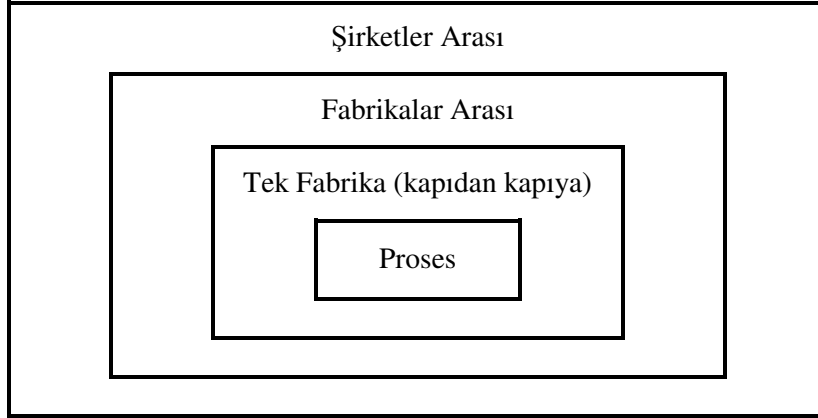 Şirketler Arası
Fabrikalar Arası
Tek Fabrika (kapıdan kapıya)
Proses